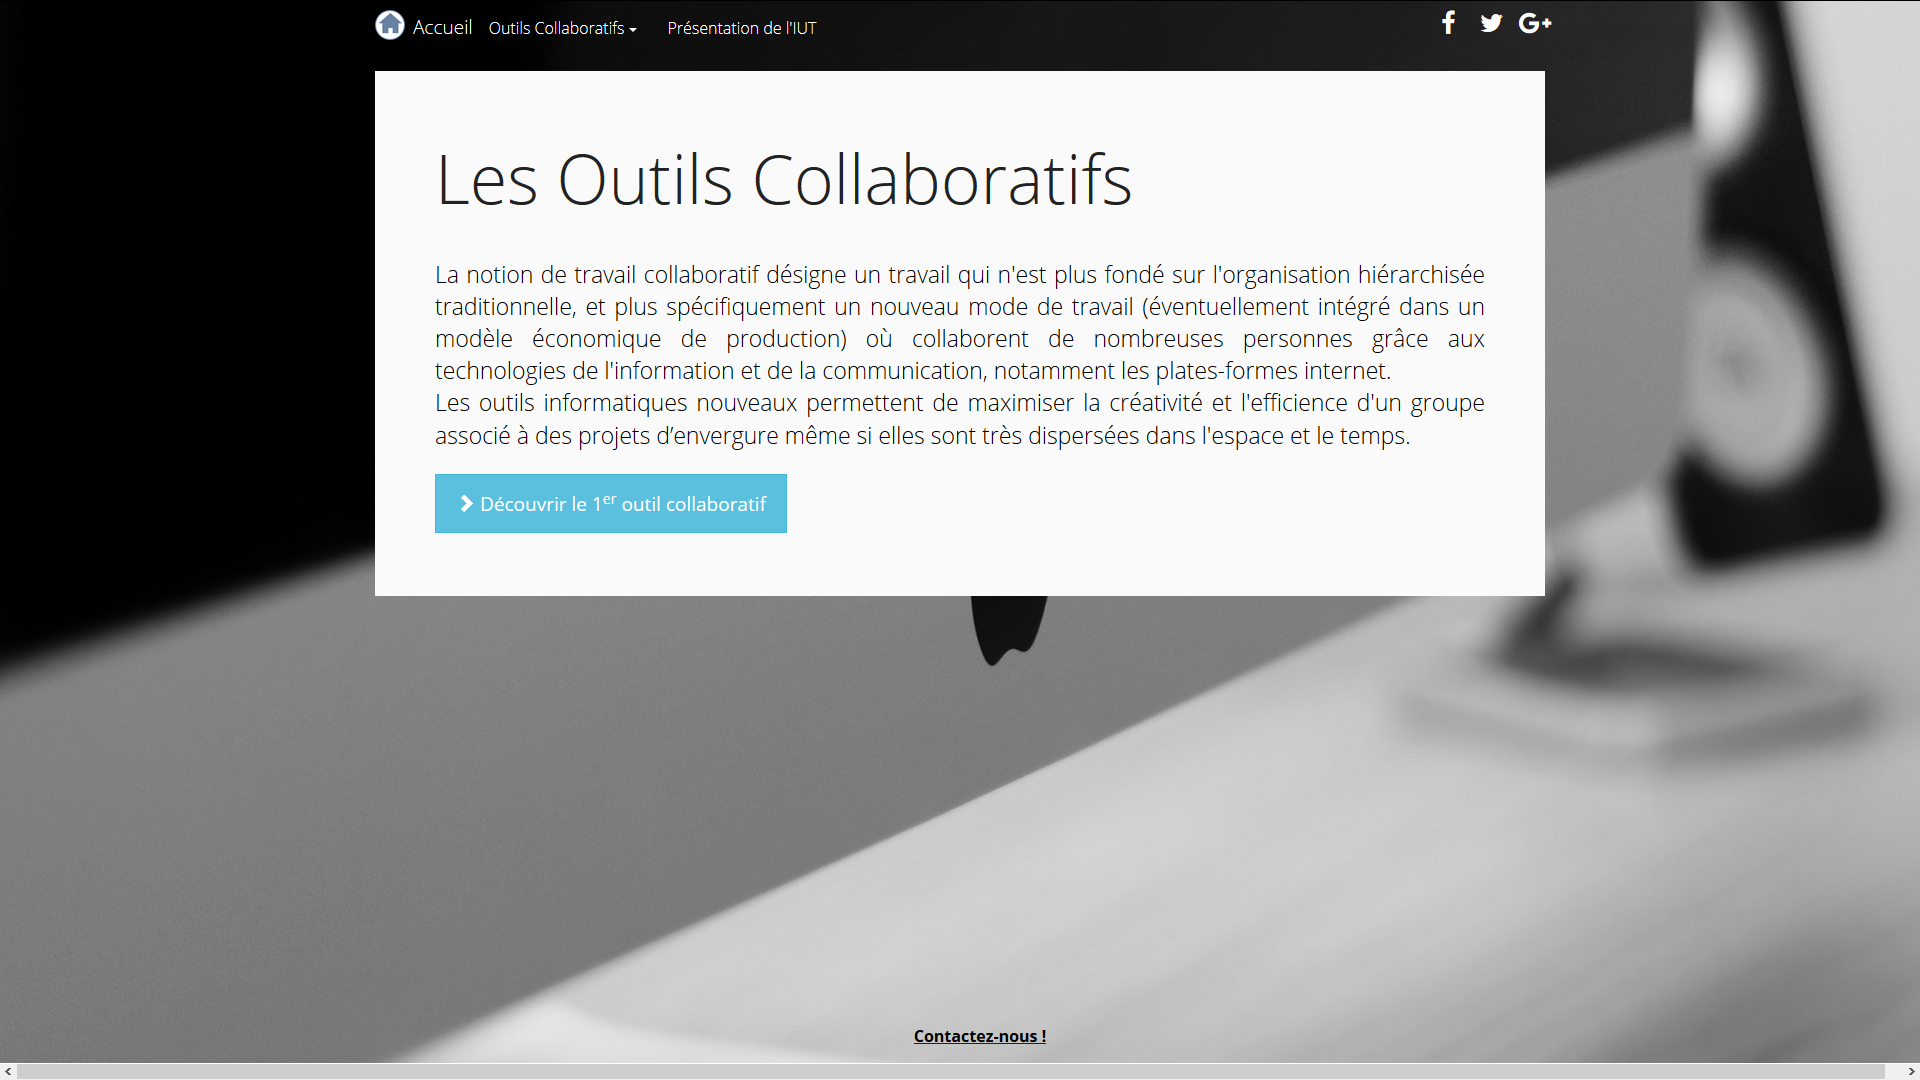 Accueil Outils Collaboratifs Présentation de l'IUT
Les Outils Collaboratifs
La notion de travail collaboratif désigne un travail qui n'est plus fondé sur l'organisation hiérarchisée
traditionnelle, et plus spécifiquement un nouveau mode de travail (éventuellement intégré dans un
modèle économique de production) où collaborent de nombreuses personnes grâce aux
technologies de l'information et de la communication, notamment les plates-formes internet.
Les outils informatiques nouveaux permettent de maximiser la créativité et l'efficience d'un groupe
associé à des projets d’envergure même si elles sont très dispersées dans l'espace et le temps.
Découvrir le 1er outil collaboratif
Contactez-nous !